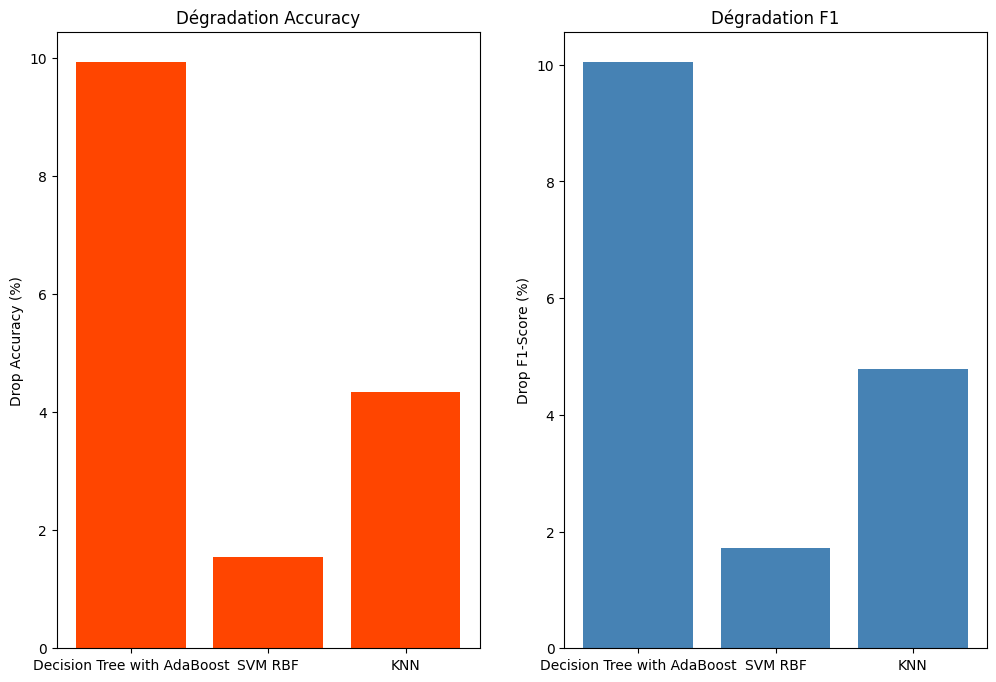 Dégradation Accuracy
Drop Accuracy (%)
10
8
6
4
2
0
Decision Tree with AdaBoost SVM RBF KNN
Dégradation F1
Drop F1-Score (%)
10
8
6
4
2
0
Decision Tree with AdaBoost SVM RBF KNN